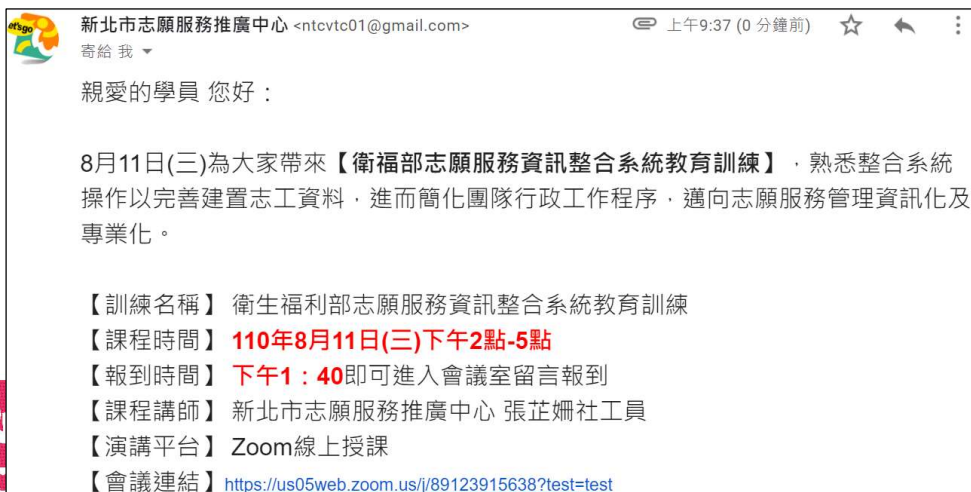 let's go
新北市志願服務推廣中心 <ntcvtc01@gmail.com>
上午9:37 (0 分鐘前)
寄給 我
親愛的學員 您好：
8月11日(三)為大家帶來【衛福部志願服務資訊整合系統教育訓練】，熟悉整合系統
操作以完善建置志工資料，進而簡化團隊行政工作程序，邁向志願服務管理資訊化及
專業化。
【訓練名稱】 衛生福利部志願服務資訊整合系統教育訓練
【課程時間】 110年8月11日(三)下午2點-5點
【報到時間】 下午1：40即可進入會議室留言報到
【課程講師】 新北市志願服務推廣中心 張芷姍社工員
【演講平台】 Zoom線上授課
【會議連結】 https://us05web.zoom.us/j/89123915638?test=test